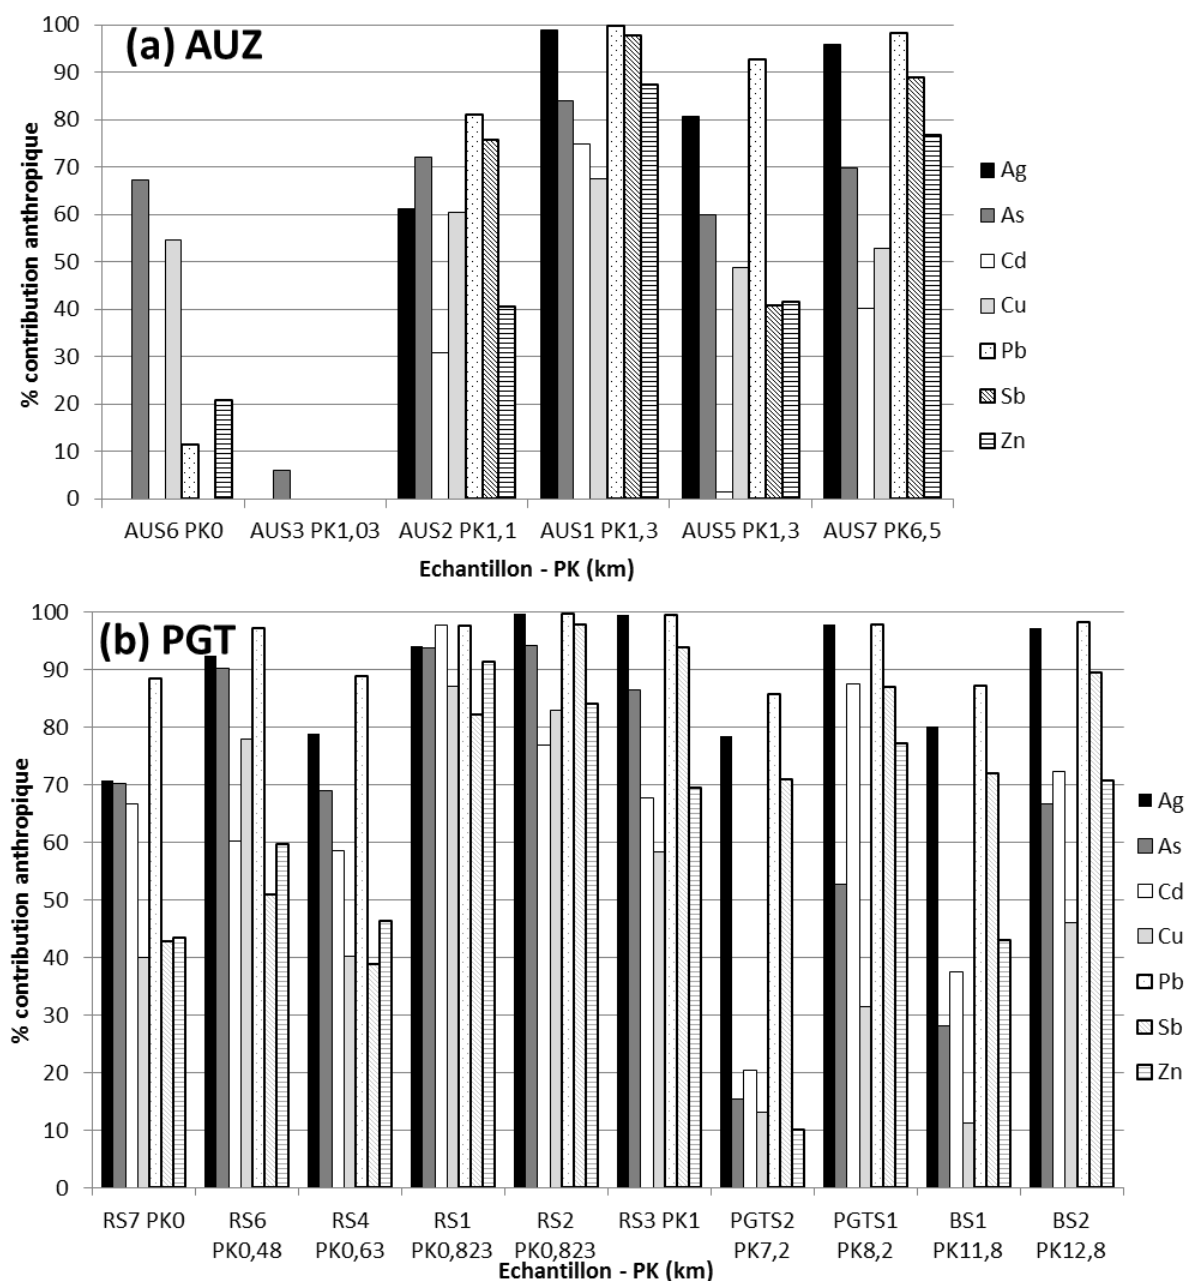 (a) AUZ
% contribution anthropique
100
90
80
70
60
50
40
30
20
10
0
AUS6 PK0 AUS3 PK1,03 AUS2 PK1,1 AUS1 PK1,3 AUS5 PK1,3 AUS7 PK6,5
Echantillon - PK (km)
Ag
As
Cd
Cu
Pb
Sb
Zn
(b) PGT
% contribution anthropique
100
90
80
70
60
50
40
30
20
10
0
RS7 PK0 RS6 RS4 RS1 RS2 RS3 PK1 PGTS2 PGTS1 BS1 BS2
PK0,48 PK0,63 PK0,823 PK0,823 PK7,2 PK8,2 PK11,8 PK12,8
Echantillon - PK (km)
Ag
As
Cd
Cu
Pb
Sb
Zn